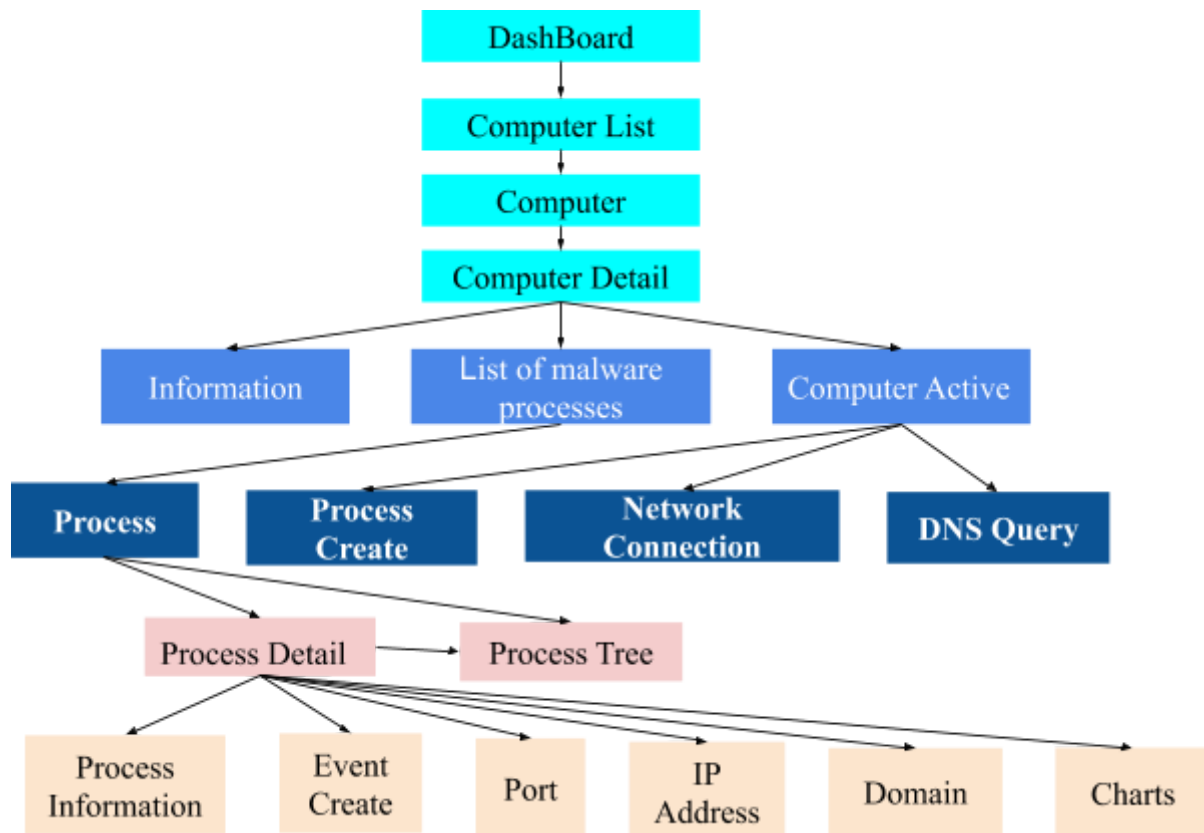 DashBoard
Computer List
Computer
Computer Detail
Information
List of malware
processes
Computer Active
Process
Process
Create
Network
Connection
DNS Query
Process Detail
Process Tree
Process
Information
Event
Create
Port
IP
Address
Domain
Charts